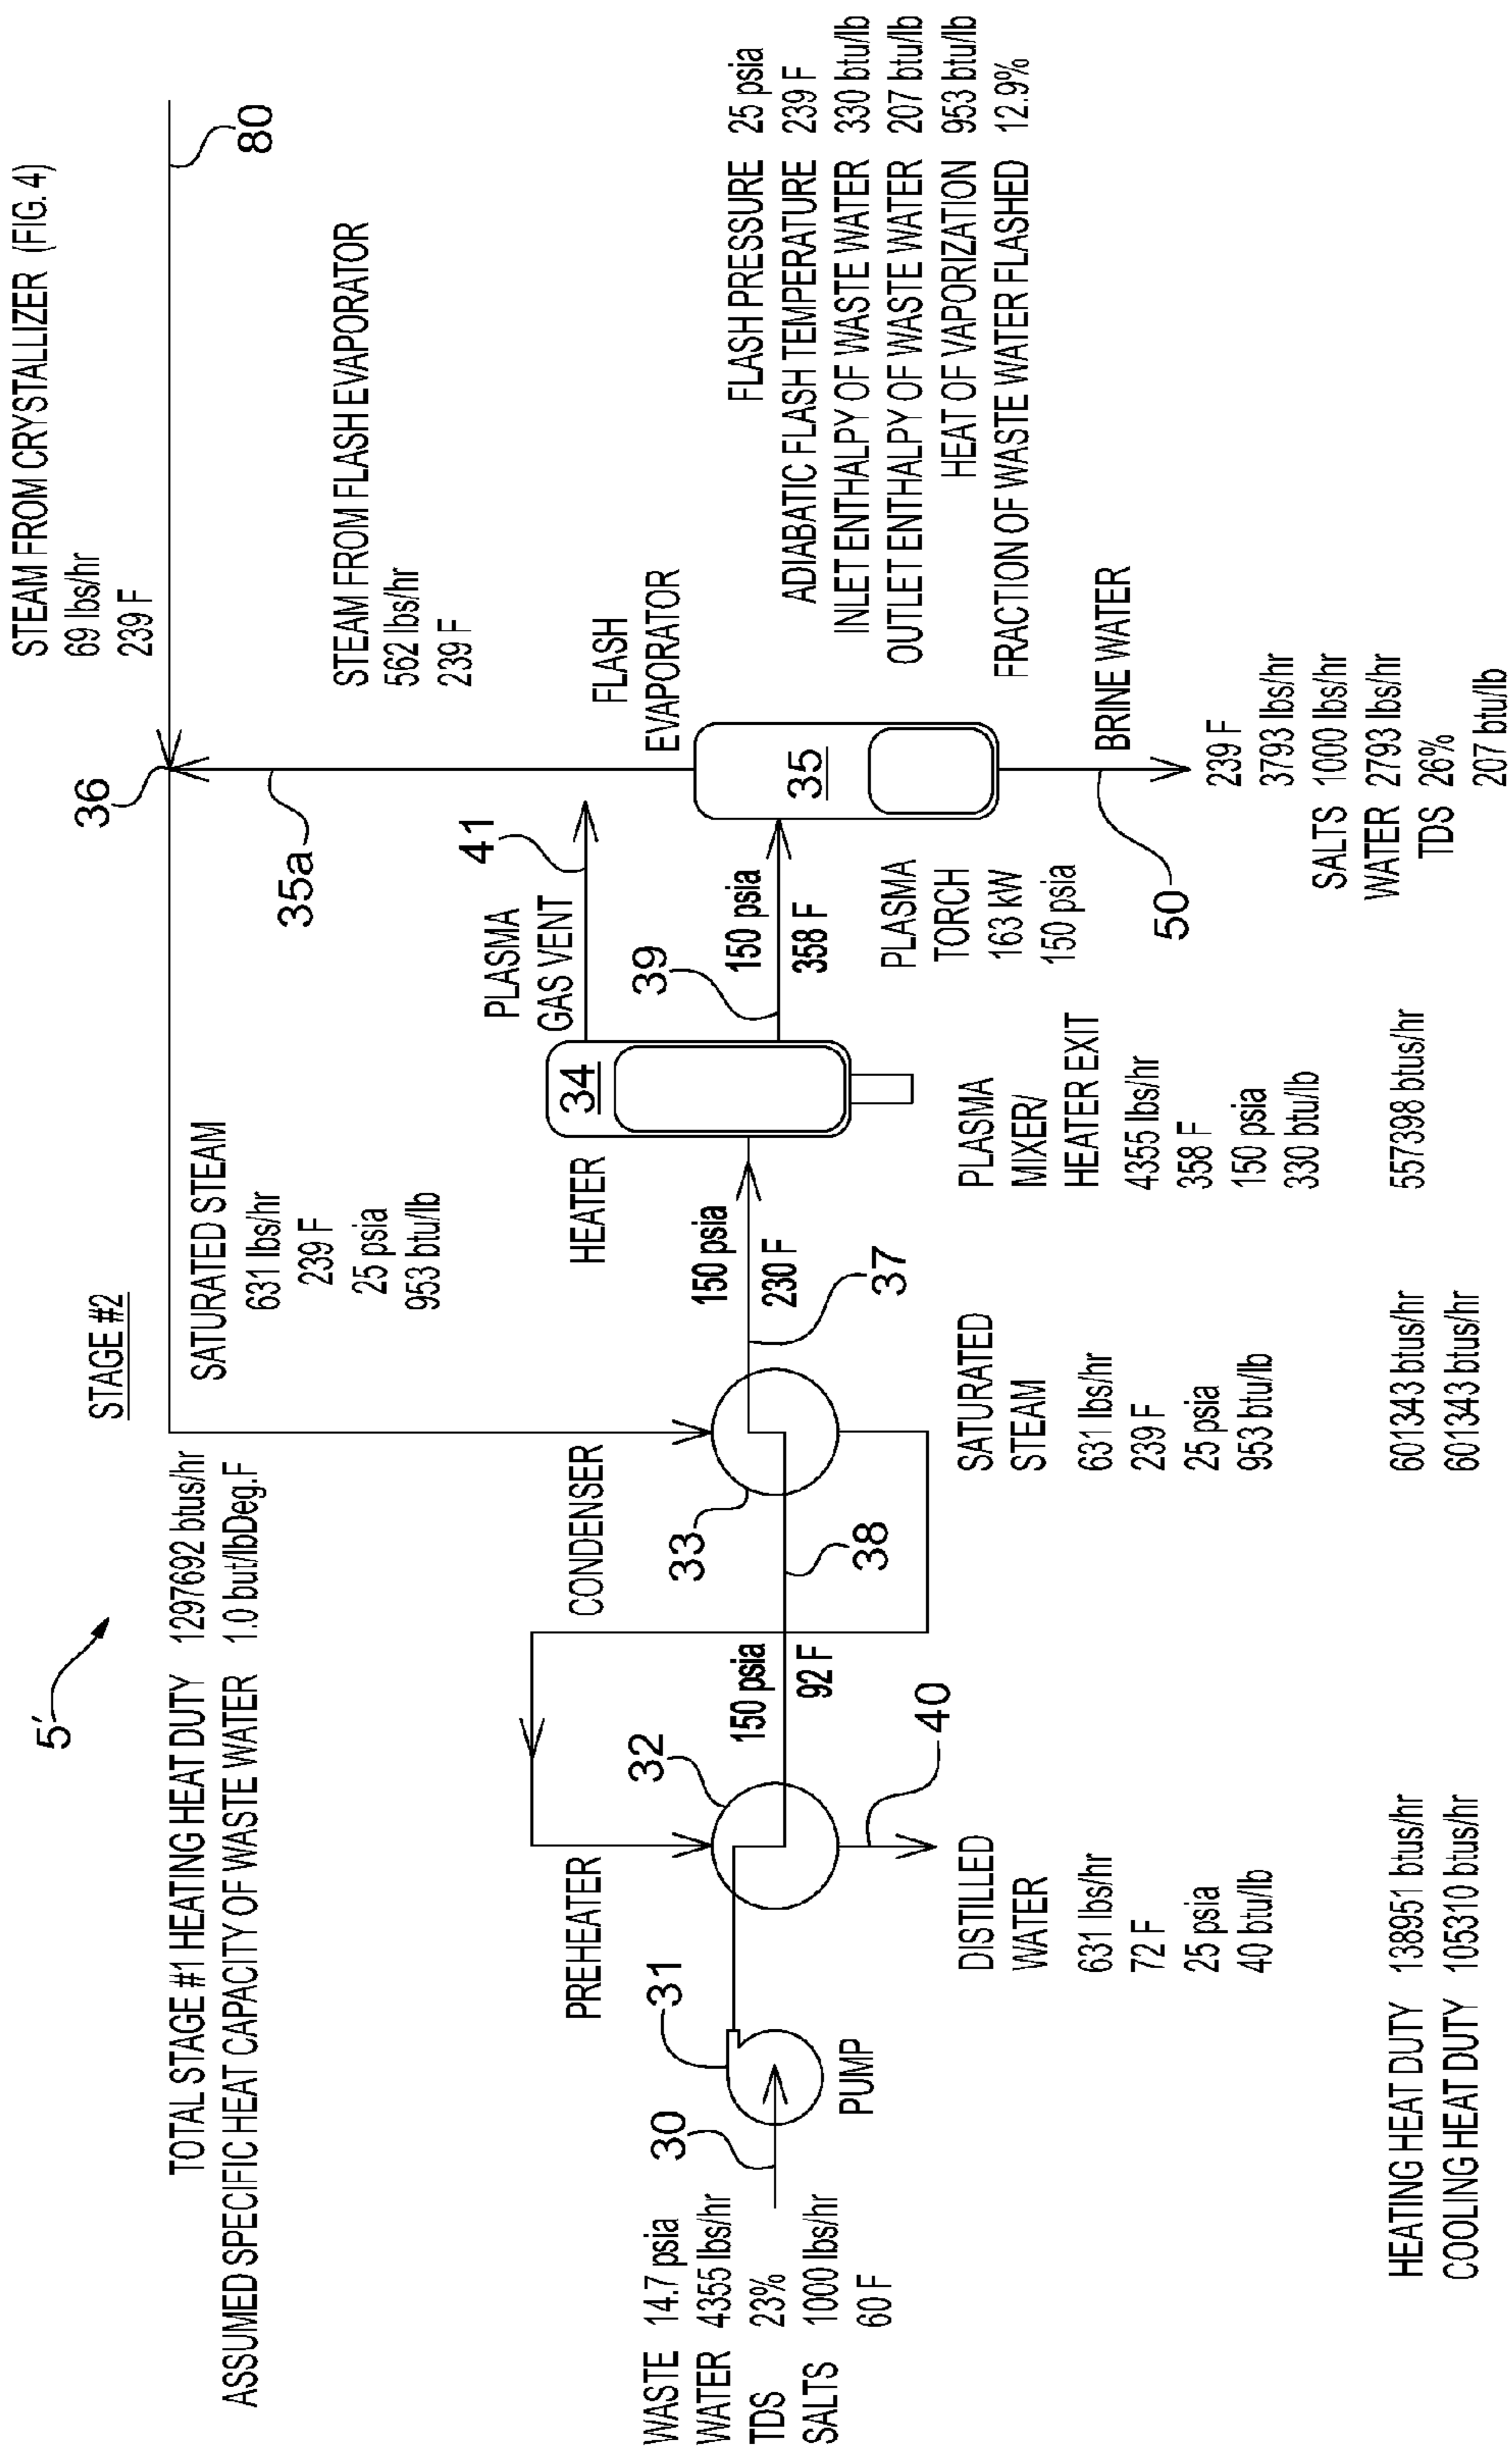 5′
STAGE #2
TOTAL STAGE #1 HEATING HEAT DUTY 1297692 btus/hr
ASSUMED SPECIFIC HEAT CAPACITY OF WASTE WATER 1.0 but/lbDeg.F
STEAM FROM CRYSTALLIZER (FIG. 4)
69 lbs/hr
239 F
80
36
SATURATED STEAM
631 lbs/hr
239 F
25 psia
953 btu/lb
35a
STEAM FROM FLASH EVAPORATOR
562 lbs/hr
239 F
WASTE 14.7 psia
WATER 4355 lbs/hr
TDS 23%
SALTS 1000 lbs/hr
60 F
30
31
PUMP
PREHEATER
32
150 psia
92 F
40
CONDENSER
33
38
150 psia
230 F
37
HEATER
34
PLASMA
GAS VENT
41
39
150 psia
358 F
FLASH
EVAPORATOR
35
PLASMA
TORCH
163 kW
150 psia
BRINE WATER
50
239 F
3793 lbs/hr
SALTS 1000 lbs/hr
WATER 2793 lbs/hr
TDS 26%
207 btu/lb
FLASH PRESSURE 25 psia
ADIABATIC FLASH TEMPERATURE 239 F
INLET ENTHALPY OF WASTE WATER 330 btu/lb
OUTLET ENTHALPY OF WASTE WATER 207 btu/lb
HEAT OF VAPORIZATION 953 btu/lb
FRACTION OF WASTE WATER FLASHED 12.9%
DISTILLED
WATER
631 lbs/hr
72 F
25 psia
40 btu/lb
SATURATED
STEAM
631 lbs/hr
239 F
25 psia
953 btu/lb
PLASMA
MIXER/
HEATER EXIT
4355 lbs/hr
358 F
150 psia
330 btu/lb
HEATING HEAT DUTY 138951 btus/hr 601343 btus/hr 557398 btus/hr
COOLING HEAT DUTY 105310 btus/hr 601343 btus/hr